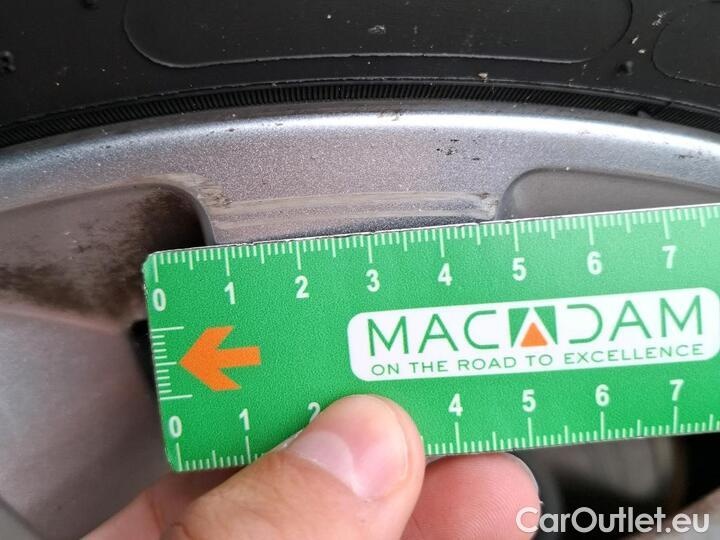 0 1 2 3 4 5 6 7
MACADAM
ON THE ROAD TO EXCELLENCE
0 1 2 4 5 6 7
CarOutlet.eu